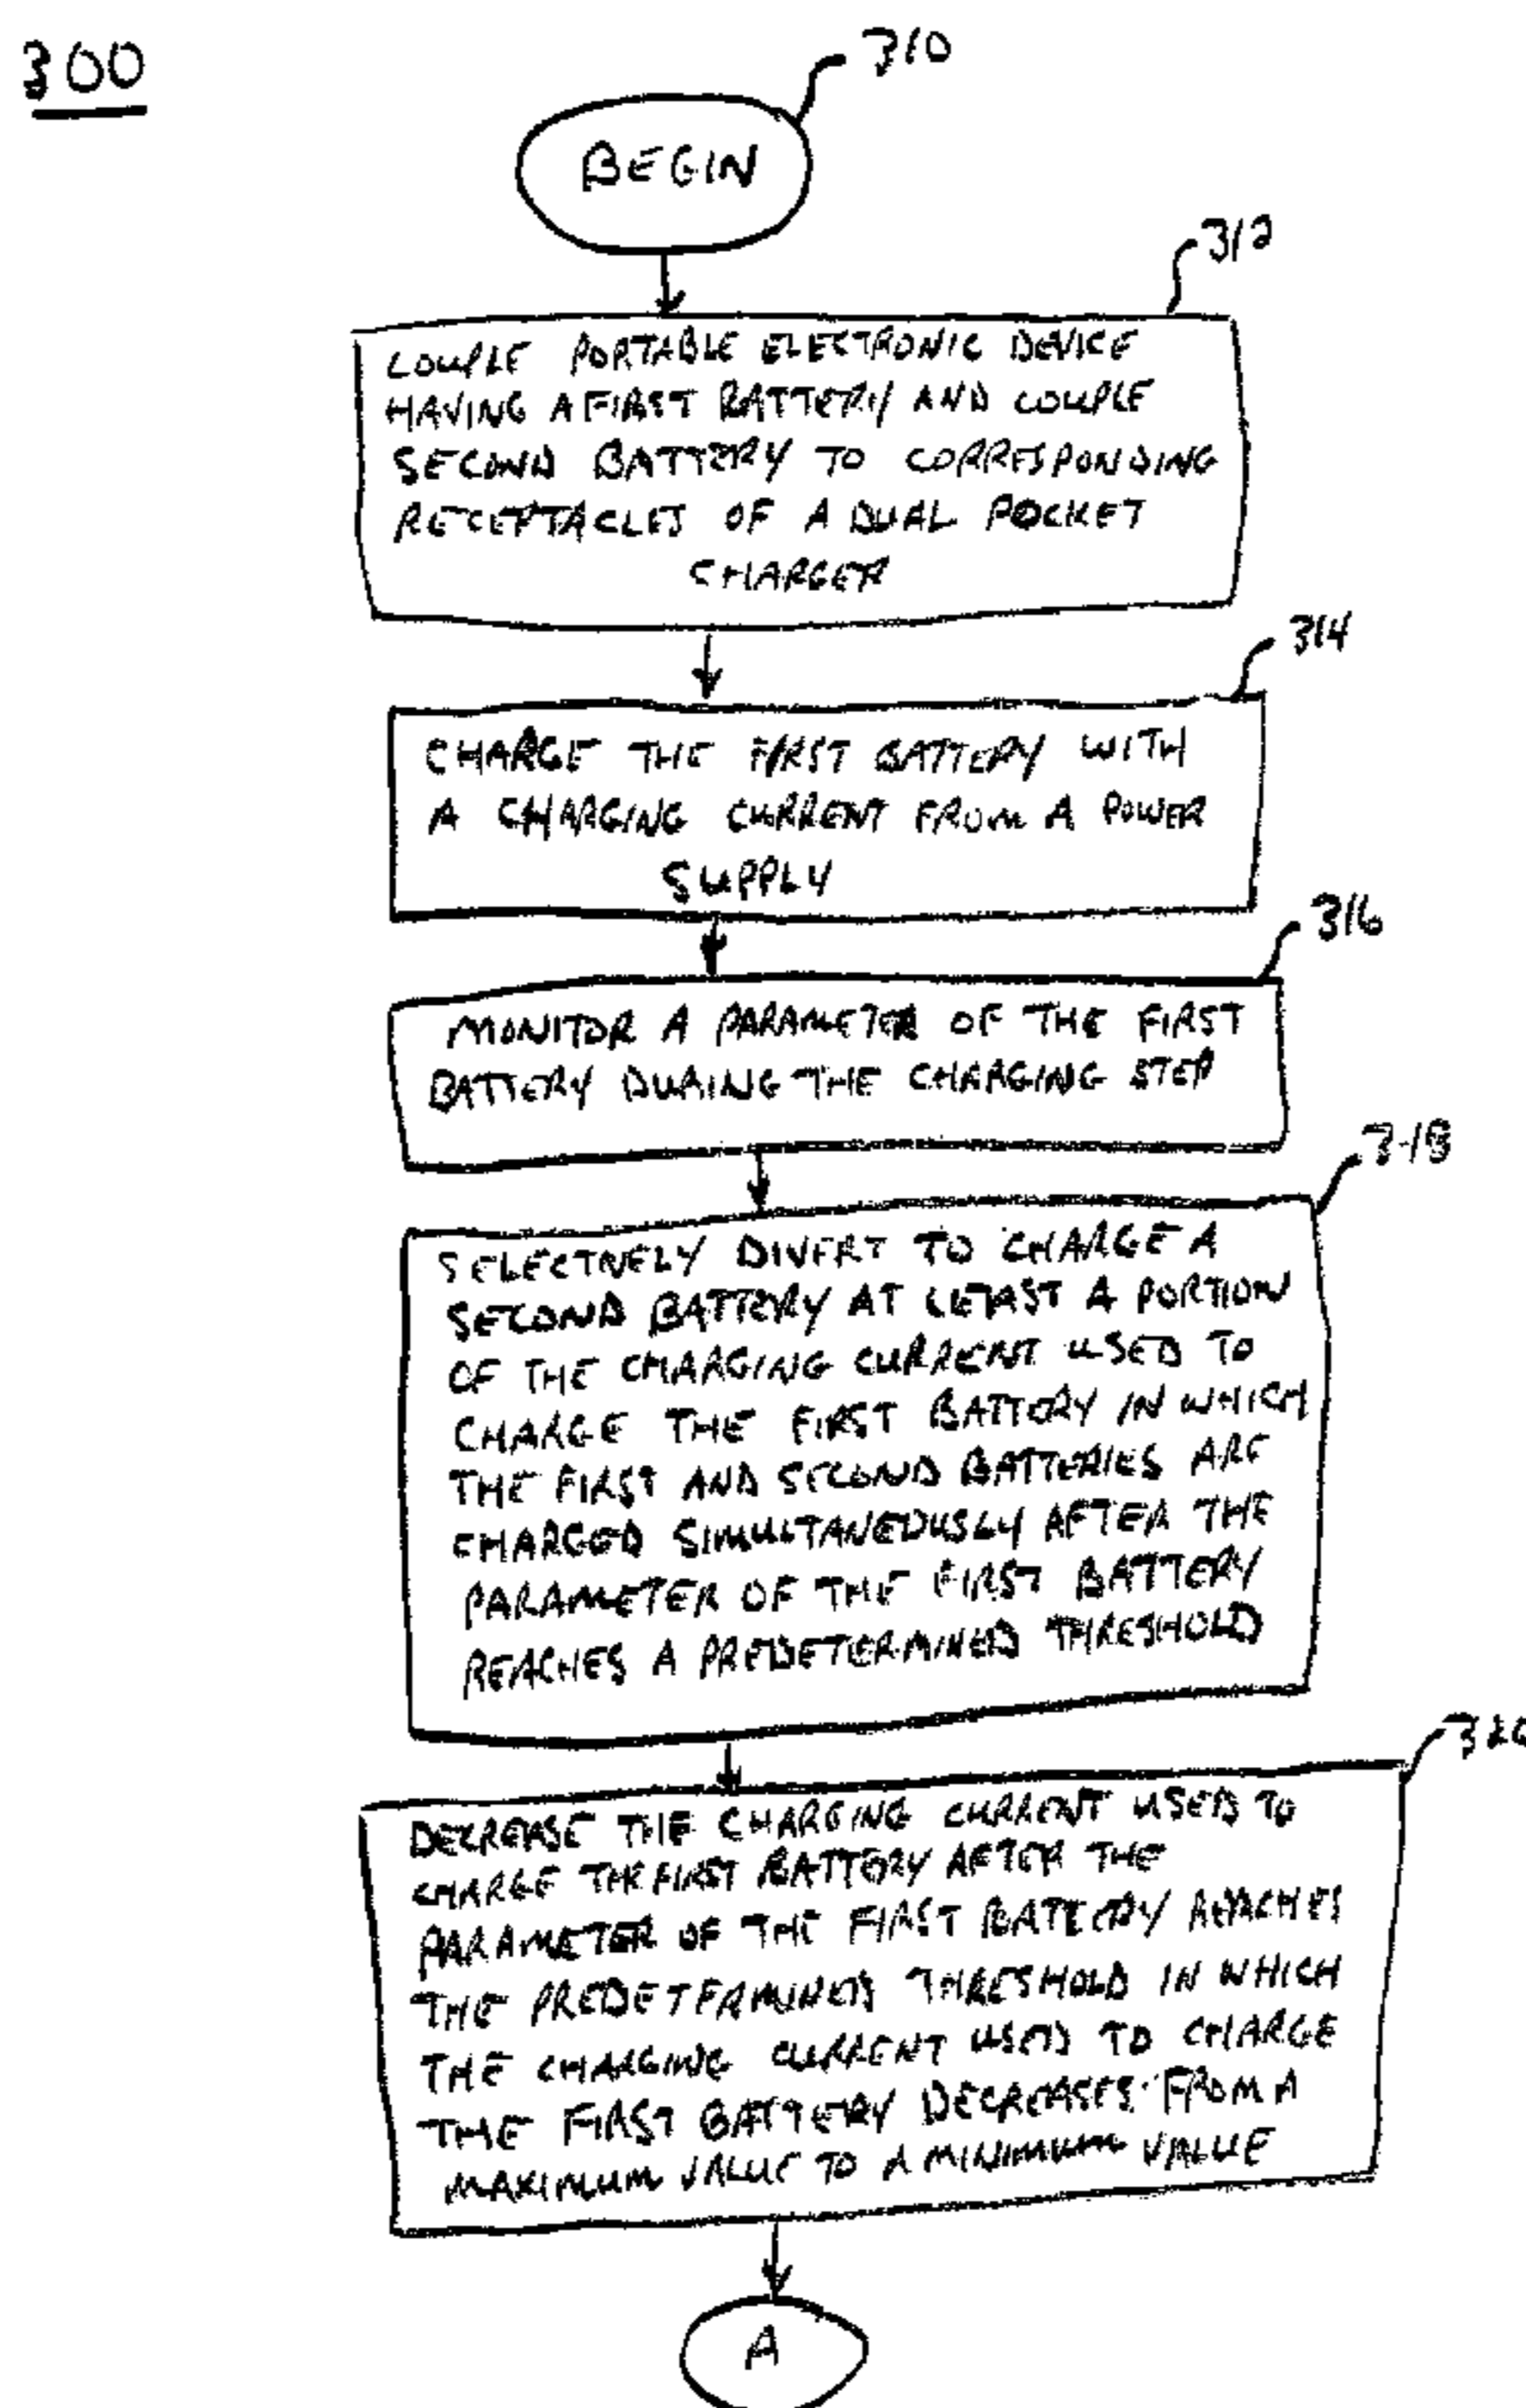 300
310
BEGIN
312
COUPLE PORTABLE ELECTRONIC DEVICE
HAVING A FIRST BATTERY AND COUPLE
SECOND BATTERY TO CORRESPONDING
RECEPTACLES OF A DUAL POCKET
CHARGER
314
CHARGE THE FIRST BATTERY WITH
A CHARGING CURRENT FROM A POWER
SUPPLY
316
MONITOR A PARAMETER OF THE FIRST
BATTERY DURING THE CHARGING STEP
318
SELECTIVELY DIVERT TO CHARGE A
SECOND BATTERY AT LEAST A PORTION
OF THE CHARGING CURRENT USED TO
CHARGE THE FIRST BATTERY IN WHICH
THE FIRST AND SECOND BATTERIES ARE
CHARGED SIMULTANEOUSLY AFTER THE
PARAMETER OF THE FIRST BATTERY
REACHES A PREDETERMINED THRESHOLD
320
DECREASE THE CHARGING CURRENT USED TO
CHARGE THE FIRST BATTERY AFTER THE
PARAMETER OF THE FIRST BATTERY REACHES
THE PREDETERMINED THRESHOLD IN WHICH
THE CHARGING CURRENT USED TO CHARGE
THE FIRST BATTERY DECREASES FROM A
MAXIMUM VALUE TO A MINIMUM VALUE
A